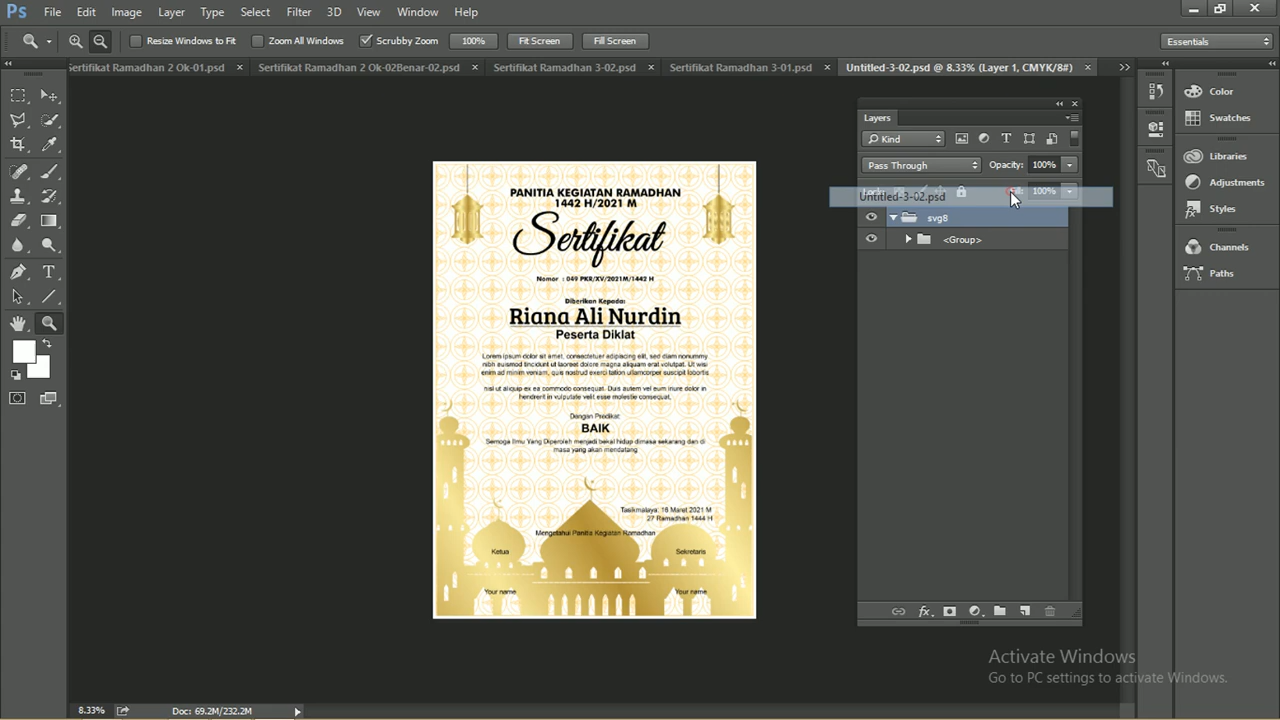 Ps File Edit Image Layer Type Select Filter 3D View Window Help
Resize Windows to Fit Zoom All Windows Scrubby Zoom 100% Fit Screen Fill Screen Essentials
Sertifikat Ramadhan 2 Ok-01.psd Sertifikat Ramadhan 2 Ok-02Benar-02.psd Sertifikat Ramadhan 3-02.psd Sertifikat Ramadhan 3-01.psd Untitled-3-02.psd @ 8.33% (Layer 1, CMYK/8#)
Layers
Kind
Pass Through Opacity: 100%
100%
Untitled-3-02.psd
svg8
<Group>
Color
Swatches
Libraries
Adjustments
Styles
Channels
Paths
PANITIA KEGIATAN RAMADHAN
1442 H/2021 M
Sertifikat
Nomor : 049 PKR/XV/2021M/1442 H
Diberikan Kepada:
Riana Ali Nurdin
Peserta Diklat
Lorem ipsum dolor sit amet, consectetuer adipiscing elit, sed diam nonummy
nibh euismod tincidunt ut laoreet dolore magna aliquam erat volutpat. Ut wisi
enim ad minim veniam, quis nostrud exerci tation ullamcorper suscipit lobortis
nisl ut aliquip ex ea commodo consequat. Duis autem vel eum iriure dolor in
hendrerit in vulputate velit esse molestie consequat,
Dengan Predikat:
BAIK
Semoga Ilmu Yang Diperoleh menjadi bekal hidup dimasa sekarang dan di
masa yang akan mendatang
Tasikmalaya, 18 Maret 2021 M
27 Ramadhan 1444 H
Mengetahui Panitia Kegiatan Ramadhan
Ketua Sekretaris
Your name Your name
Activate Windows
Go to PC settings to activate Windows.
8.33% Doc: 69.2M/232.2M